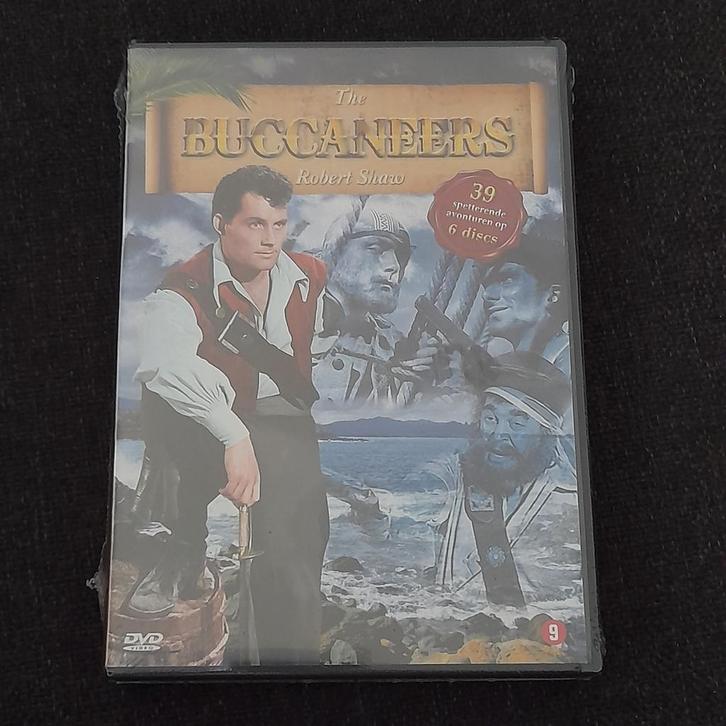 The
BUCCANEERS
Robert Shaw
39
spetterende
avonturen op
6 discs
DVD
VIDEO
9